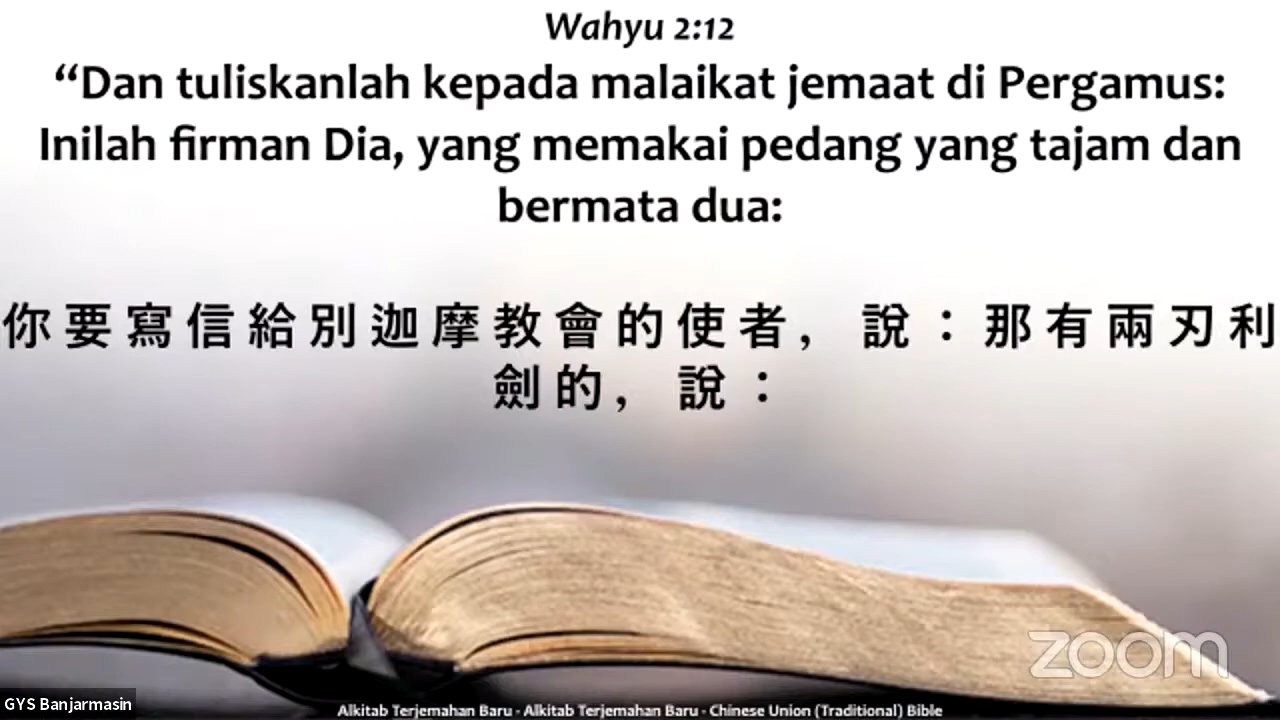 Wahyu 2:12
“Dan tuliskanlah kepada malaikat jemaat di Pergamus:
Inilah firman Dia, yang memakai pedang yang tajam dan
bermata dua:
你要寫信給別迦摩教會的使者, 說：那有兩刃利
劍的, 說：
zoom
GYS Banjarmasin
Alkitab Terjemahan Baru - Alkitab Terjemahan Baru - Chinese Union (Traditional) Bible